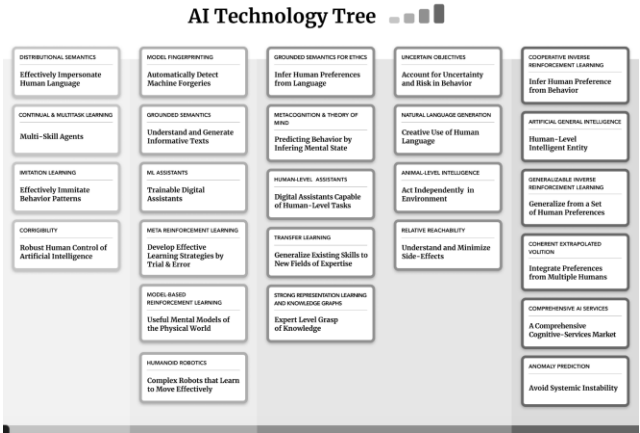 AI Technology Tree
DISTRIBUTIONAL SEMANTICS
Effectively Impersonate
Human Language
CONTINUAL & MULTITASK LEARNING
Multi-Skill Agents
IMITATION LEARNING
Effectively Immitate
Behavior Patterns
CORRIGIBILITY
Robust Human Control of
Artificial Intelligence
MODEL FINGERPRINTING
Automatically Detect
Machine Forgeries
GROUNDED SEMANTICS
Understand and Generate
Informative Texts
ML ASSISTANTS
Trainable Digital
Assistants
META REINFORCEMENT LEARNING
Develop Effective
Learning Strategies by
Trial & Error
MODEL-BASED
REINFORCEMENT LEARNING
Useful Mental Models of
the Physical World
HUMANOID ROBOTICS
Complex Robots that Learn
to Move Effectively
GROUNDED SEMANTICS FOR ETHICS
Infer Human Preferences
from Language
METACOGNITION & THEORY OF
MIND
Predicting Behavior by
Infering Mental State
HUMAN-LEVEL ASSISTANTS
Digital Assistants Capable
of Human-Level Tasks
TRANSFER LEARNING
Generalize Existing Skills to
New Fields of Expertise
STRONG REPRESENTATION LEARNING
AND KNOWLEDGE GRAPHS
Expert Level Grasp
of Knowledge
UNCERTAIN OBJECTIVES
Account for Uncertainty
and Risk in Behavior
NATURAL LANGUAGE GENERATION
Creative Use of Human
Language
ANIMAL-LEVEL INTELLIGENCE
Act Independently in
Environment
RELATIVE REACHABILITY
Understand and Minimize
Side-Effects
COOPERATIVE INVERSE
REINFORCEMENT LEARNING
Infer Human Preference
from Behavior
ARTIFICIAL GENERAL INTELLIGENCE
Human-Level
Intelligent Entity
GENERALIZABLE INVERSE
REINFORCEMENT LEARNING
Generalize from a Set
of Human Preferences
COHERENT EXTRAPOLATED
VOLITION
Integrate Preferences
from Multiple Humans
COMPREHENSIVE AI SERVICES
A Comprehensive
Cognitive-Services Market
ANOMALY PREDICTION
Avoid Systemic Instability